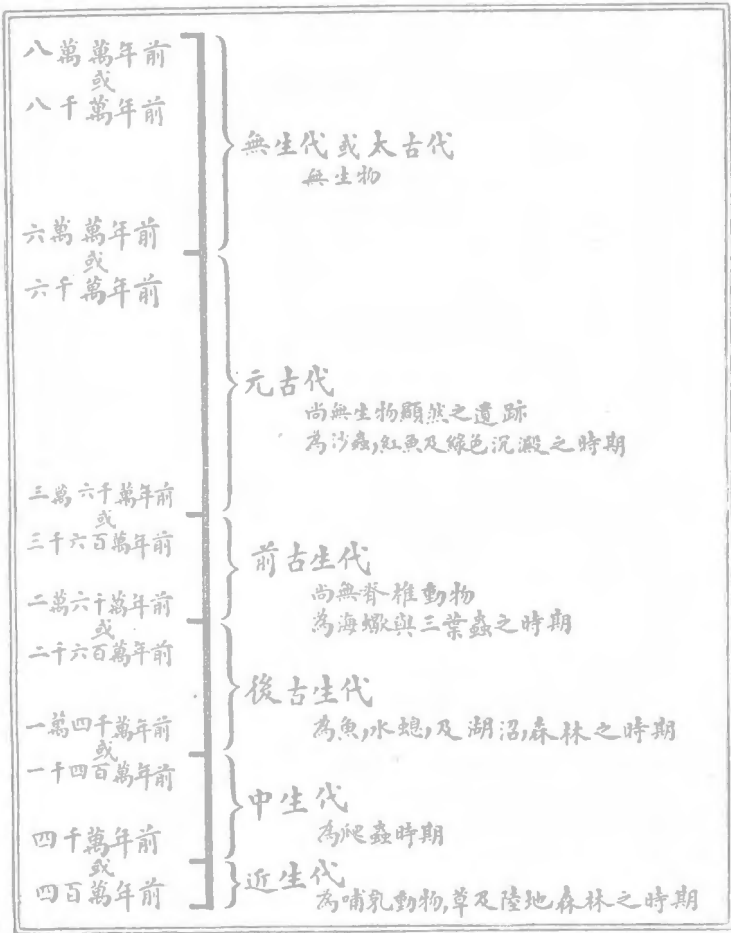 八萬萬年前
或
八千萬年前
無生代或太古代
無生物
六萬萬年前
或
六千萬年前
元古代
尚無生物顯然之遺跡
為沙蟲,紅魚及綠色沉澱之時期
三萬六千萬年前
或
三千六百萬年前
前古生代
尚無脊椎動物
為海蠍與三葉蟲之時期
二萬六千萬年前
或
二千六百萬年前
後古生代
為魚,水螅,及湖沼,森林之時期
一萬四千萬年前
或
一千四百萬年前
中生代
為爬蟲時期
四千萬年前
或
四百萬年前
近生代
為哺乳動物,草及陸地森林之時期